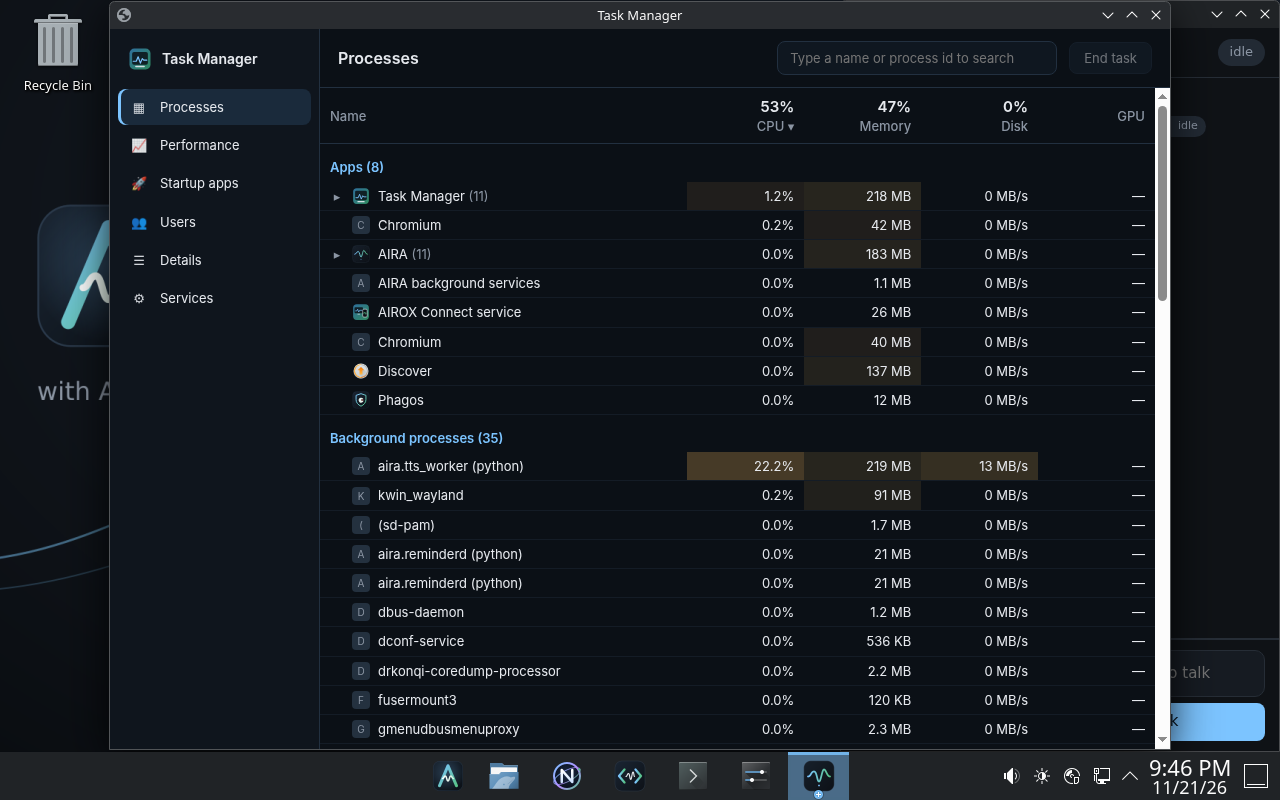 Task Manager
Recycle Bin
with A
Task Manager
Processes
Performance
Startup apps
Users
Details
Services
Processes
Type a name or process id to search
End task
idle
idle
Name
53%
CPU ▾
47%
Memory
0%
Disk
GPU
Apps (8)
▸ Task Manager (11) 1.2% 218 MB 0 MB/s —
C Chromium 0.2% 42 MB 0 MB/s —
▸ AIRA (11) 0.0% 183 MB 0 MB/s —
A AIRA background services 0.0% 1.1 MB 0 MB/s —
AIROX Connect service 0.0% 26 MB 0 MB/s —
C Chromium 0.0% 40 MB 0 MB/s —
Discover 0.0% 137 MB 0 MB/s —
Phagos 0.0% 12 MB 0 MB/s —
Background processes (35)
A aira.tts_worker (python) 22.2% 219 MB 13 MB/s —
K kwin_wayland 0.2% 91 MB 0 MB/s —
( (sd-pam) 0.0% 1.7 MB 0 MB/s —
A aira.reminderd (python) 0.0% 21 MB 0 MB/s —
A aira.reminderd (python) 0.0% 21 MB 0 MB/s —
D dbus-daemon 0.0% 1.2 MB 0 MB/s —
D dconf-service 0.0% 536 KB 0 MB/s —
D drkonqi-coredump-processor 0.0% 2.2 MB 0 MB/s —
F fusermount3 0.0% 120 KB 0 MB/s —
G gmenudbusmenuproxy 0.0% 2.3 MB 0 MB/s —
o talk
k
9:46 PM
11/21/26